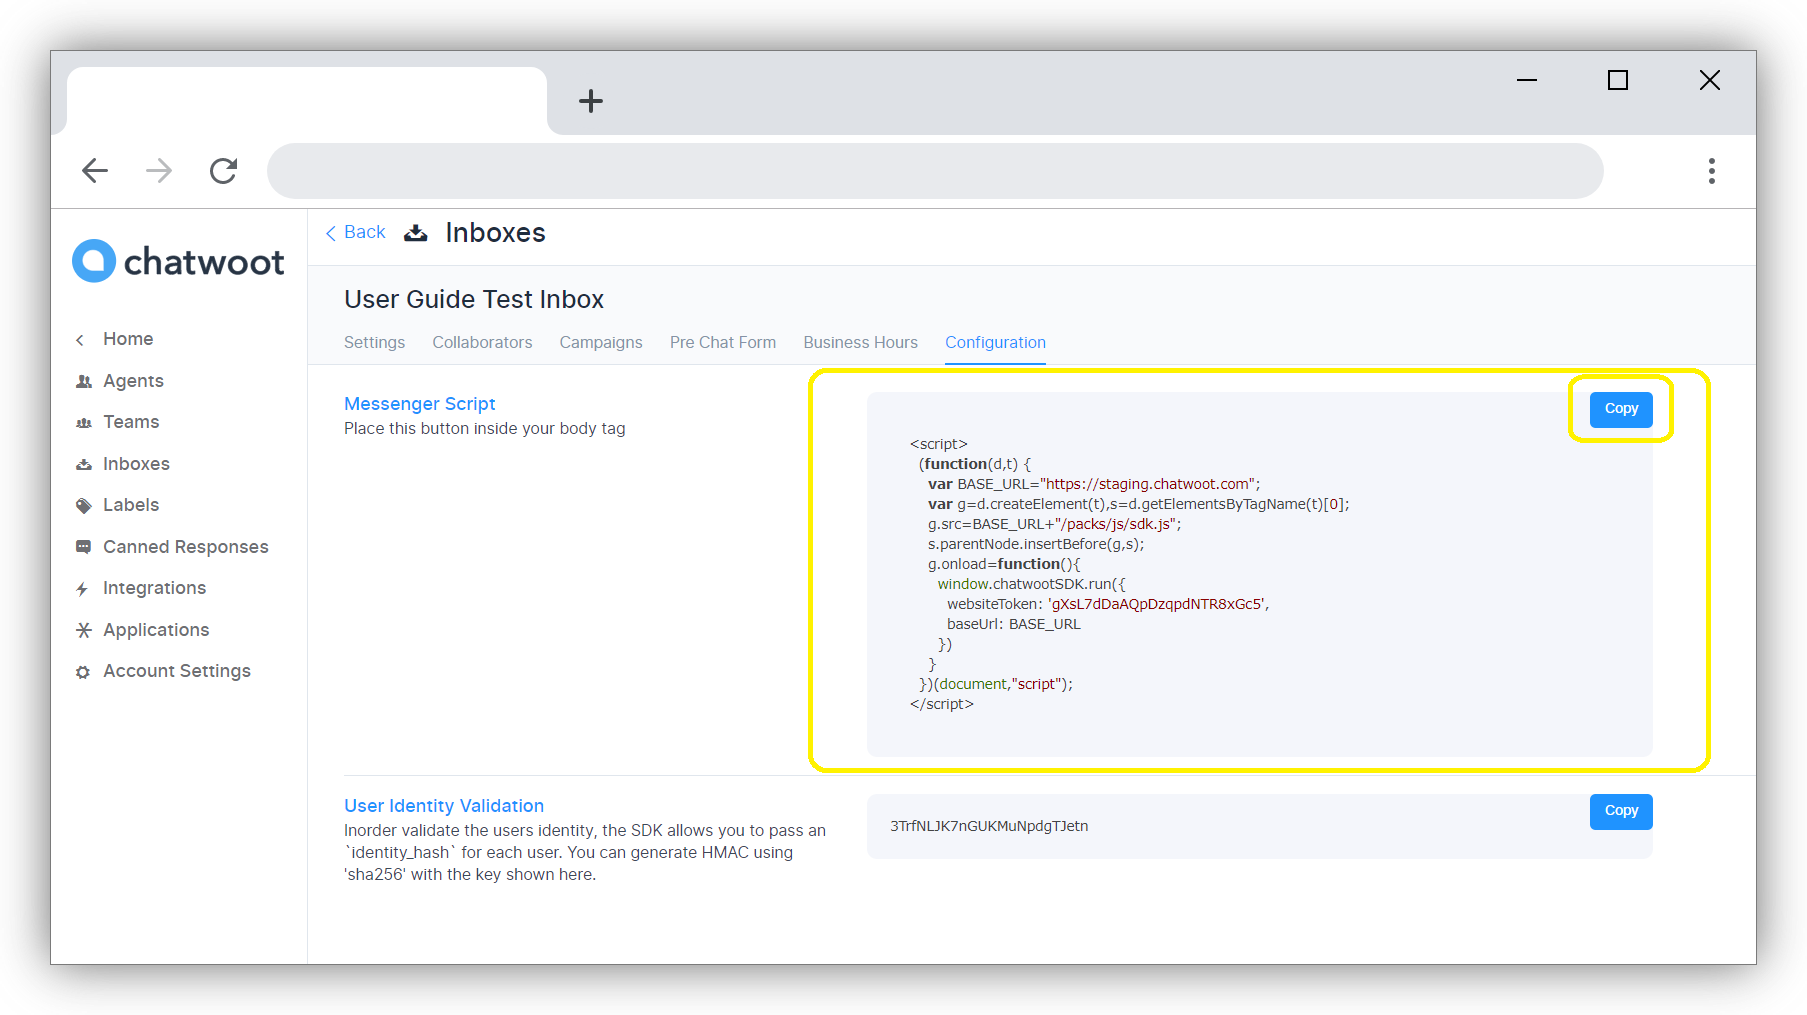 chatwoot
Back Inboxes
Home
Agents
Teams
Inboxes
Labels
Canned Responses
Integrations
Applications
Account Settings
User Guide Test Inbox
Settings Collaborators Campaigns Pre Chat Form Business Hours Configuration
Messenger Script
Place this button inside your body tag
Copy
<script>
(function(d,t) {
var BASE_URL="https://staging.chatwoot.com";
var g=d.createElement(t),s=d.getElementsByTagName(t)[0];
g.src=BASE_URL+"/packs/js/sdk.js";
s.parentNode.insertBefore(g,s);
g.onload=function(){
window.chatwootSDK.run({
websiteToken: 'gXsL7dDaAQpDzqpdNTR8xGc5',
baseUrl: BASE_URL
})
}
})(document,"script");
</script>
User Identity Validation
Inorder validate the users identity, the SDK allows you to pass an
`identity_hash` for each user. You can generate HMAC using
'sha256' with the key shown here.
Copy
3TrfNLJK7nGUKMuNpdgTJetn